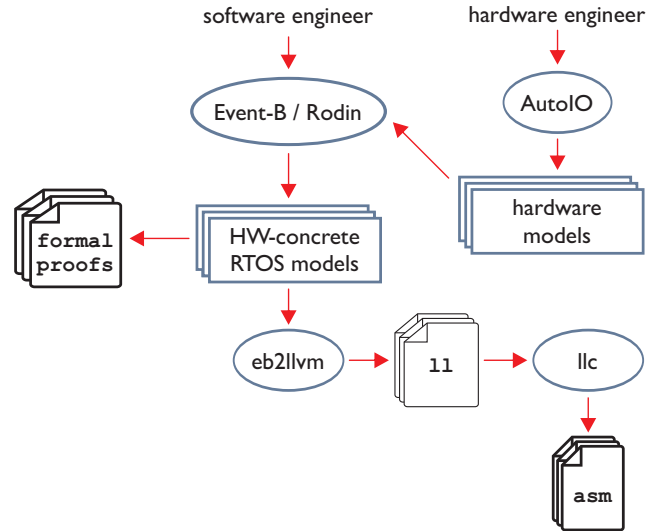 software engineer
hardware engineer
Event-B / Rodin
AutoIO
formal
proofs
HW-concrete
RTOS models
hardware
models
eb2llvm
ll
llc
asm